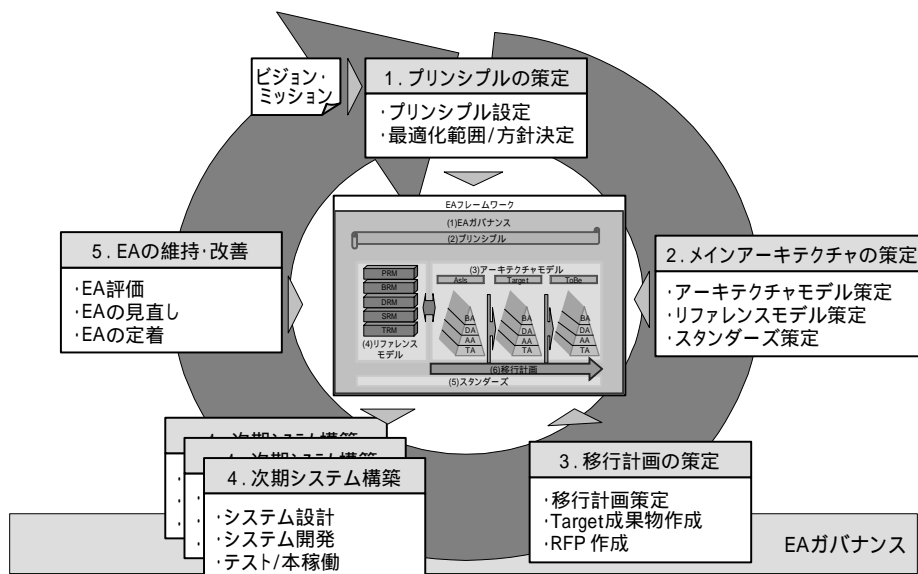 ビジョン・
ミッション
1.プリンシプルの策定
・プリンシプル設定
・最適化範囲/方針決定
EAフレームワーク
(1)EAガバナンス
(2)プリンシプル
(3)アーキテクチャモデル
AsIs
Target
ToBe
PRM
BRM
DRM
SRM
TRM
(4)リファレンス
モデル
BA
DA
AA
TA
BA
DA
AA
TA
BA
DA
AA
TA
(6)移行計画
(5)スタンダーズ
5.EAの維持・改善
・EA評価
・EAの見直し
・EAの定着
2.メインアーキテクチャの策定
・アーキテクチャモデル策定
・リファレンスモデル策定
・スタンダーズ策定
4.次期システム構築
・システム設計
・システム開発
・テスト/本稼働
3.移行計画の策定
・移行計画策定
・Target成果物作成
・RFP 作成
EAガバナンス